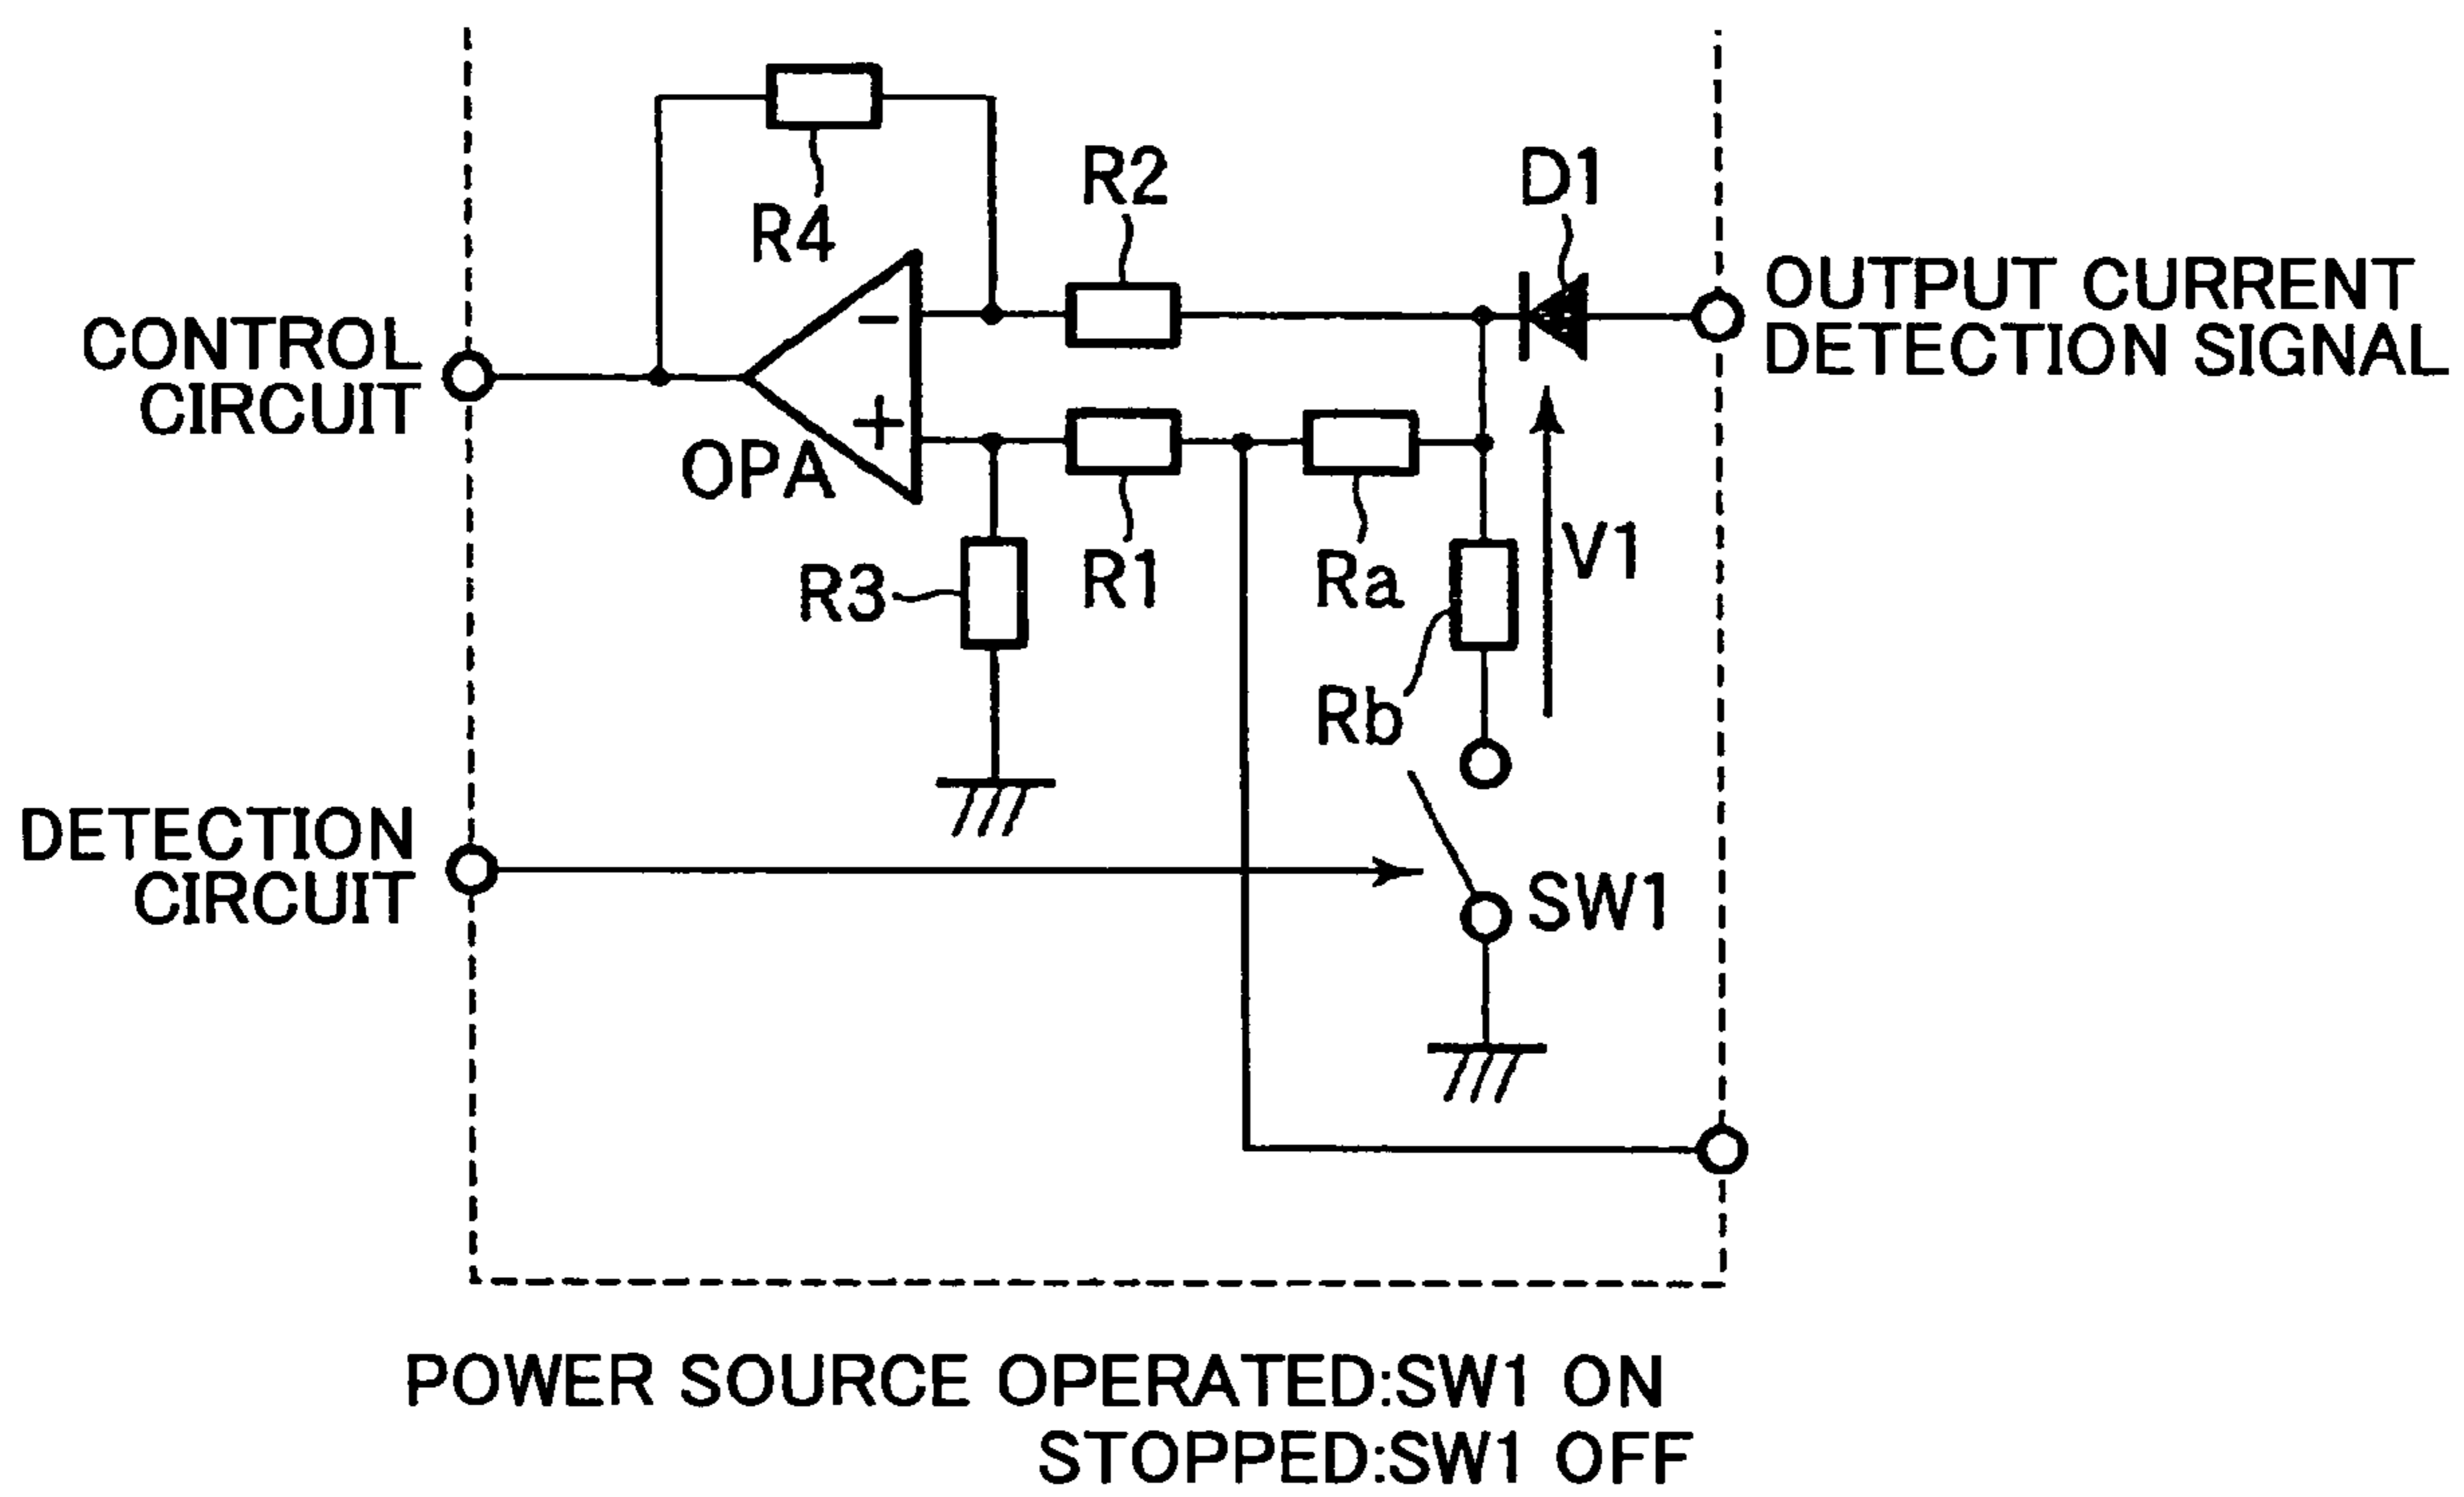 R4
R2
D1
OUTPUT CURRENT
DETECTION SIGNAL
CONTROL
CIRCUIT
−
+
OPA
R3
R1
Ra
V1
Rb
DETECTION
CIRCUIT
SW1
POWER SOURCE OPERATED:SW1 ON
STOPPED:SW1 OFF